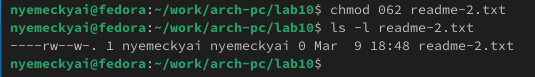 nyemeckyai@fedora:~/work/arch-pc/lab10$ chmod 062 readme-2.txt
nyemeckyai@fedora:~/work/arch-pc/lab10$ ls -l readme-2.txt
----rw--w-. 1 nyemeckyai nyemeckyai 0 Mar  9 18:48 readme-2.txt
nyemeckyai@fedora:~/work/arch-pc/lab10$